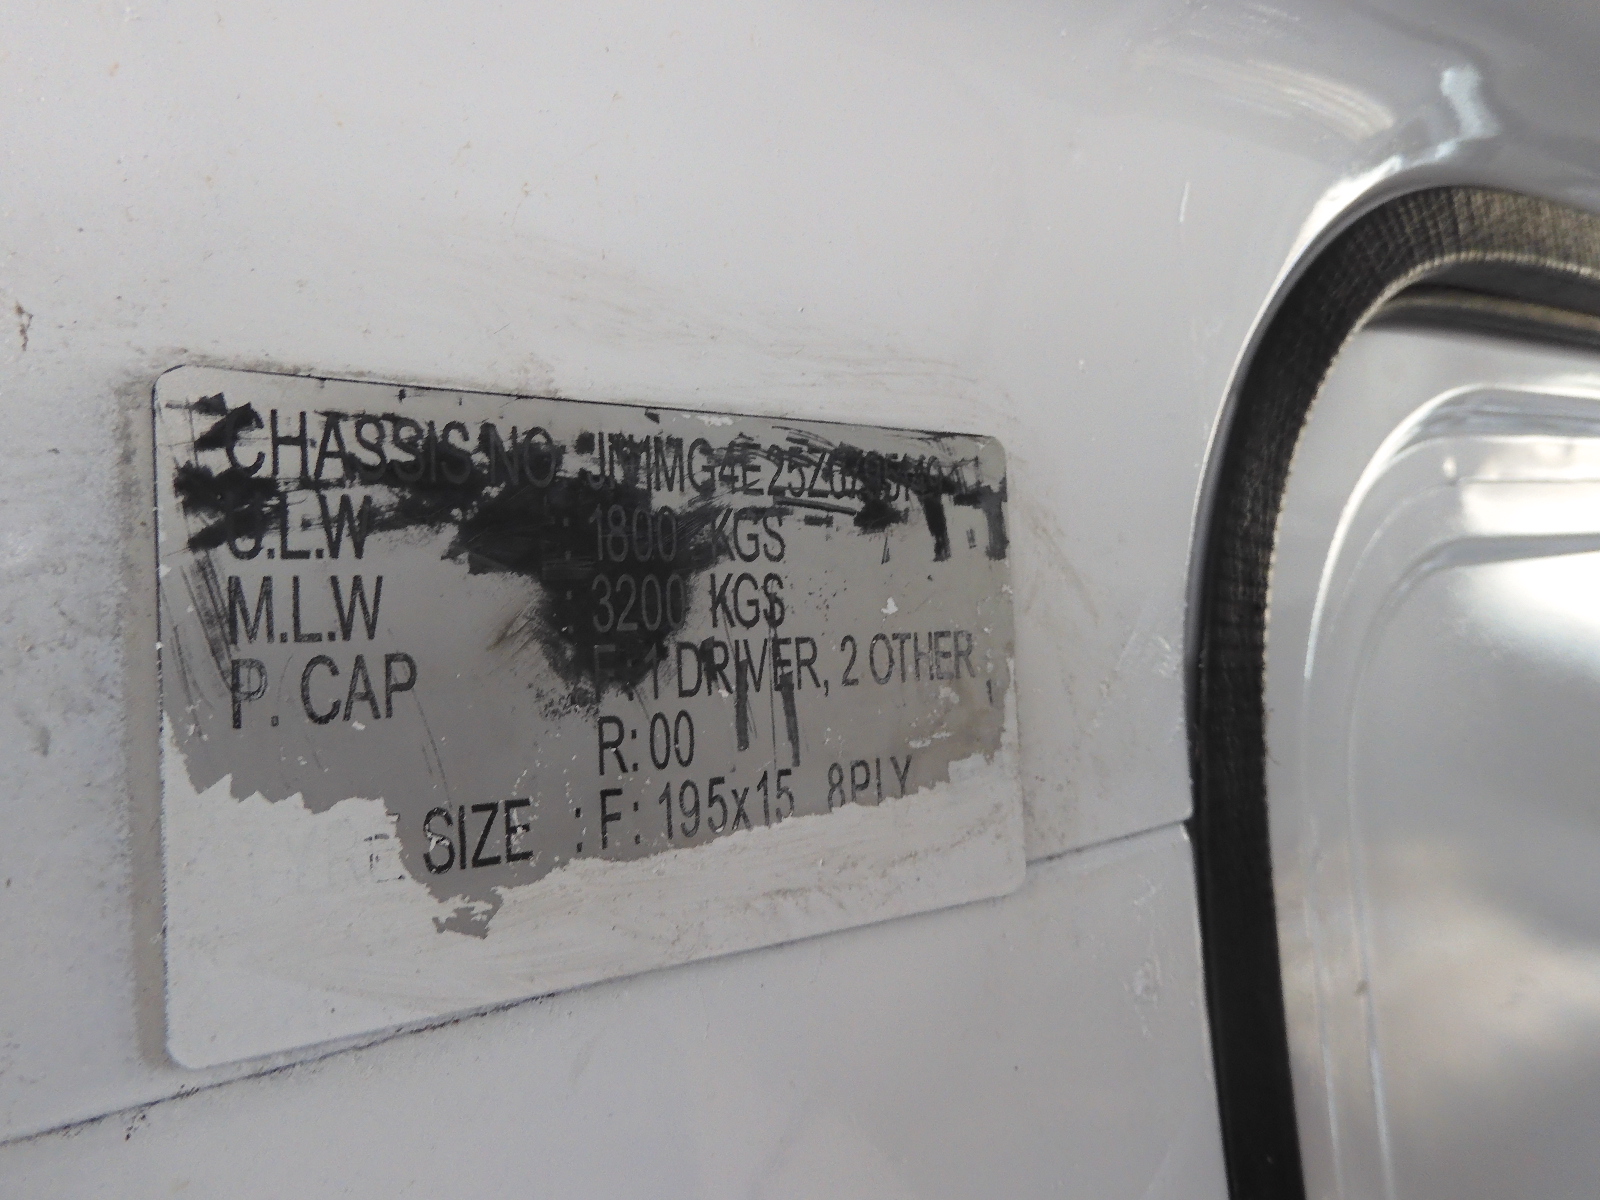 CHASSIS NO
U.L.W : 1800 KGS
M.L.W : 3200 KGS
P. CAP F: 1 DRIVER, 2 OTHER
R: 00
SIZE : F: 195x15 8PLY